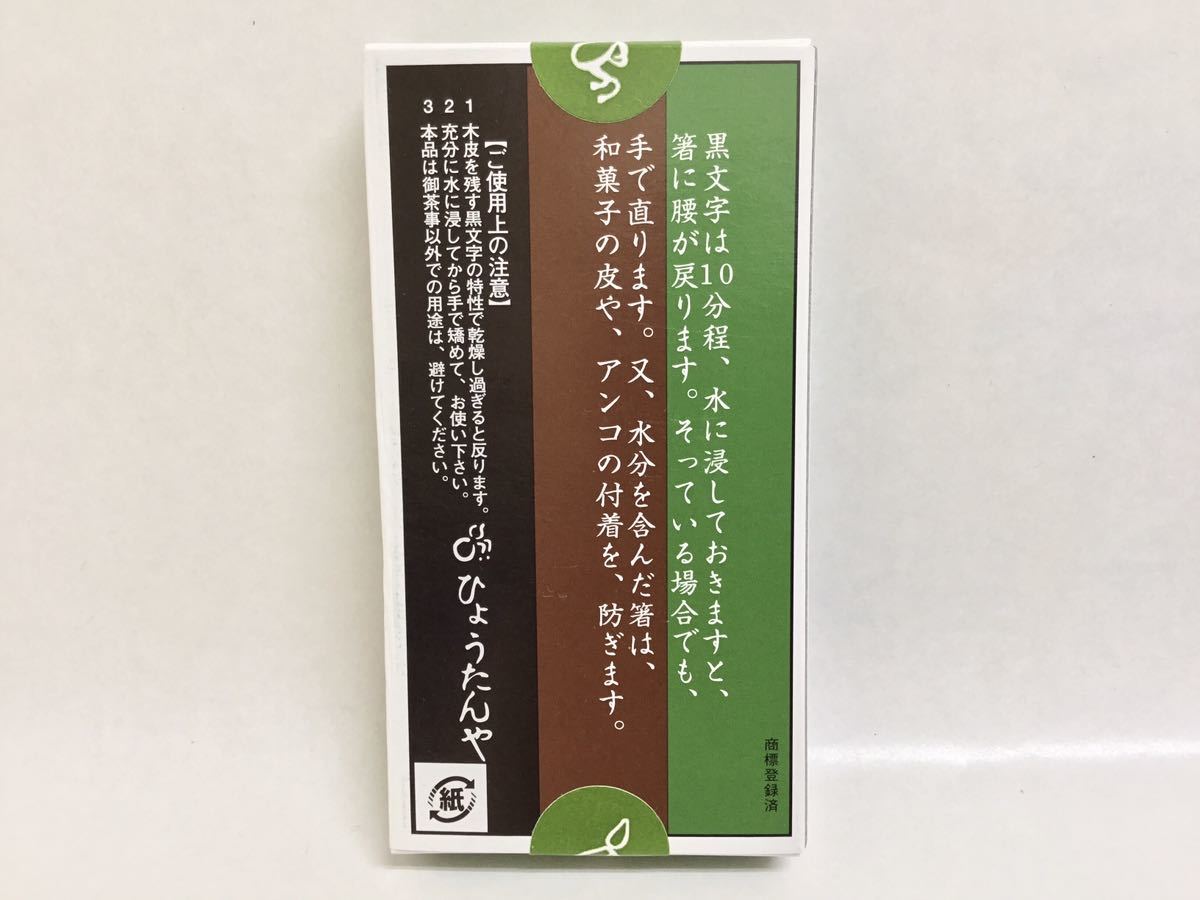 黒文字は10分程、水に浸しておきますと、
箸に腰が戻ります。そっている場合でも、
手で直ります。又、水分を含んだ箸は、
和菓子の皮や、アンコの付着を、防ぎます。
商標登録済
【ご使用上の注意】
1 木皮を残す黒文字の特性で乾燥し過ぎると反ります。
2 充分に水に浸してから手で矯めて、お使い下さい。
3 本品は御茶事以外での用途は、避けてください。
ひょうたんや
紙